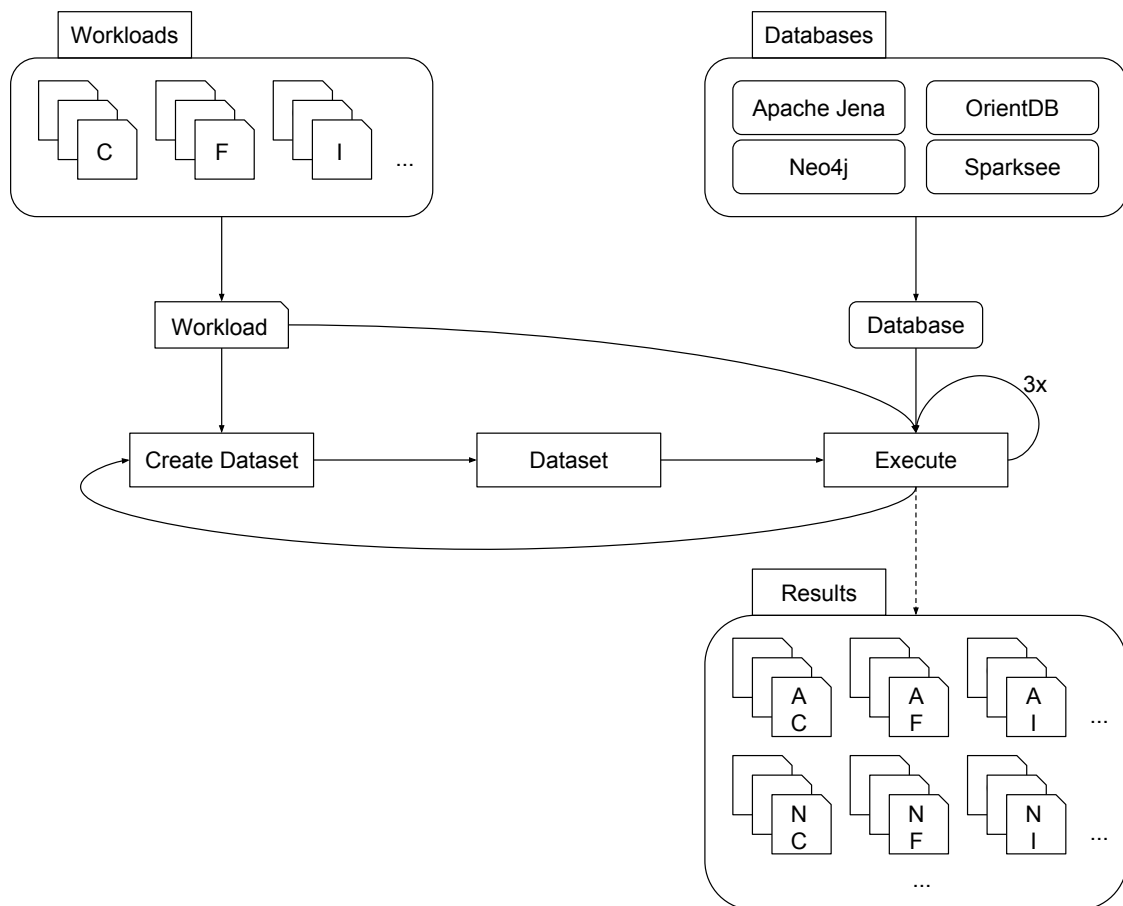 Workloads
Databases
C
F
I
...
Apache Jena
OrientDB
Neo4j
Sparksee
Workload
Database
3x
Create Dataset
Dataset
Execute
Results
A
C
A
F
A
I
...
N
C
N
F
N
I
...
...